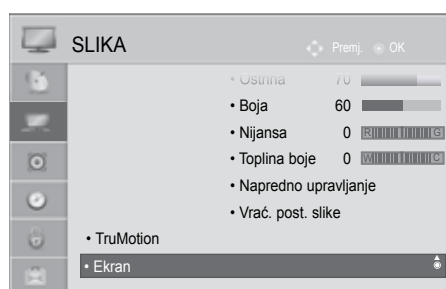 SLIKA Premj. OK
• Oštrina 70
• Boja 60
• Nijansa 0 R G
• Toplina boje 0 W C
• Napredno upravljanje
• Vrać. post. slike
• TruMotion
• Ekran